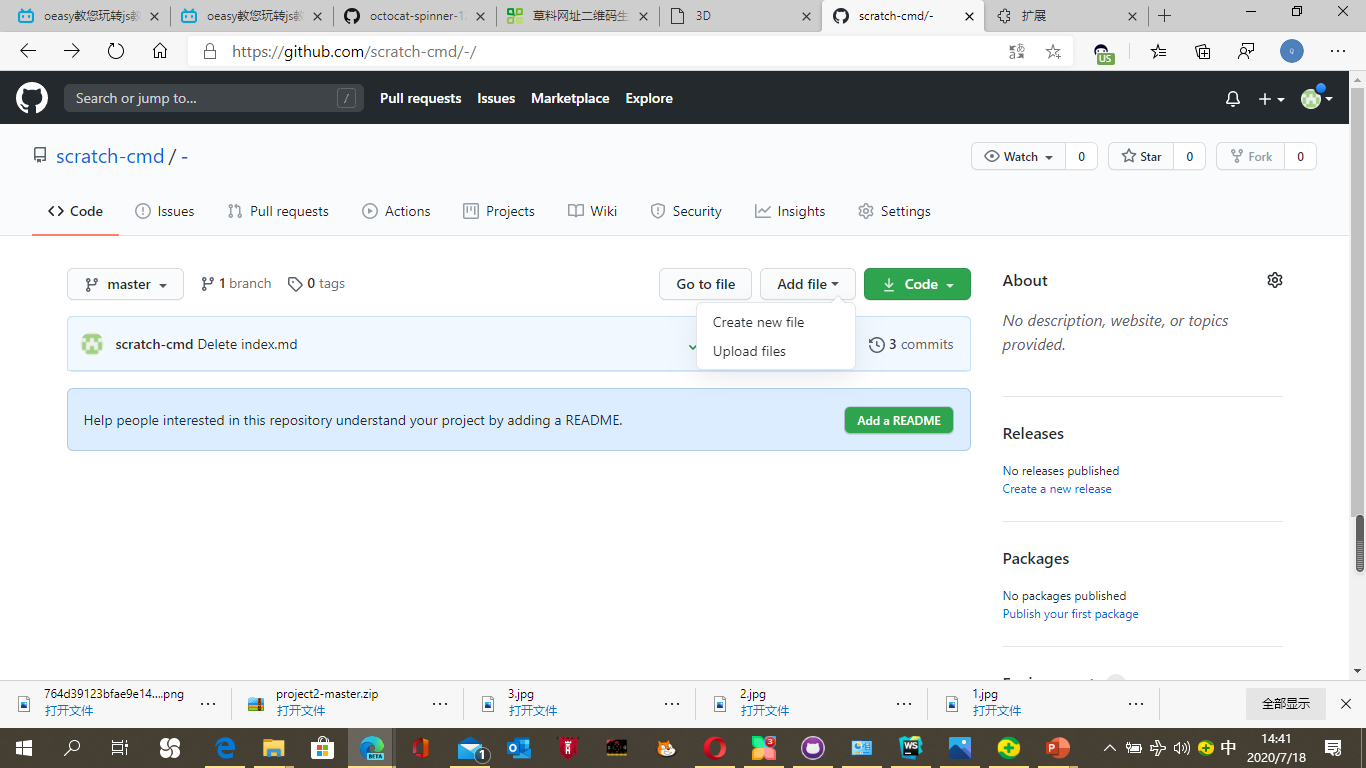 oeasy教您玩转js教
oeasy教您玩转js教
octocat-spinner-12
草料网址二维码生
3D
scratch-cmd/-
扩展
https://github.com/scratch-cmd/-/
US
Q
Search or jump to...
/
Pull requests
Issues
Marketplace
Explore
scratch-cmd / -
Watch
0
Star
0
Fork
0
Code
Issues
Pull requests
Actions
Projects
Wiki
Security
Insights
Settings
master
1 branch
0 tags
Go to file
Add file
Code
Create new file
Upload files
scratch-cmd Delete index.md
3 commits
Help people interested in this repository understand your project by adding a README.
Add a README
About
No description, website, or topics
provided.
Releases
No releases published
Create a new release
Packages
No packages published
Publish your first package
764d39123bfae9e14....png
打开文件
project2-master.zip
打开文件
3.jpg
打开文件
2.jpg
打开文件
1.jpg
打开文件
全部显示
BETA
1
3
WS
中
14:41
2020/7/18